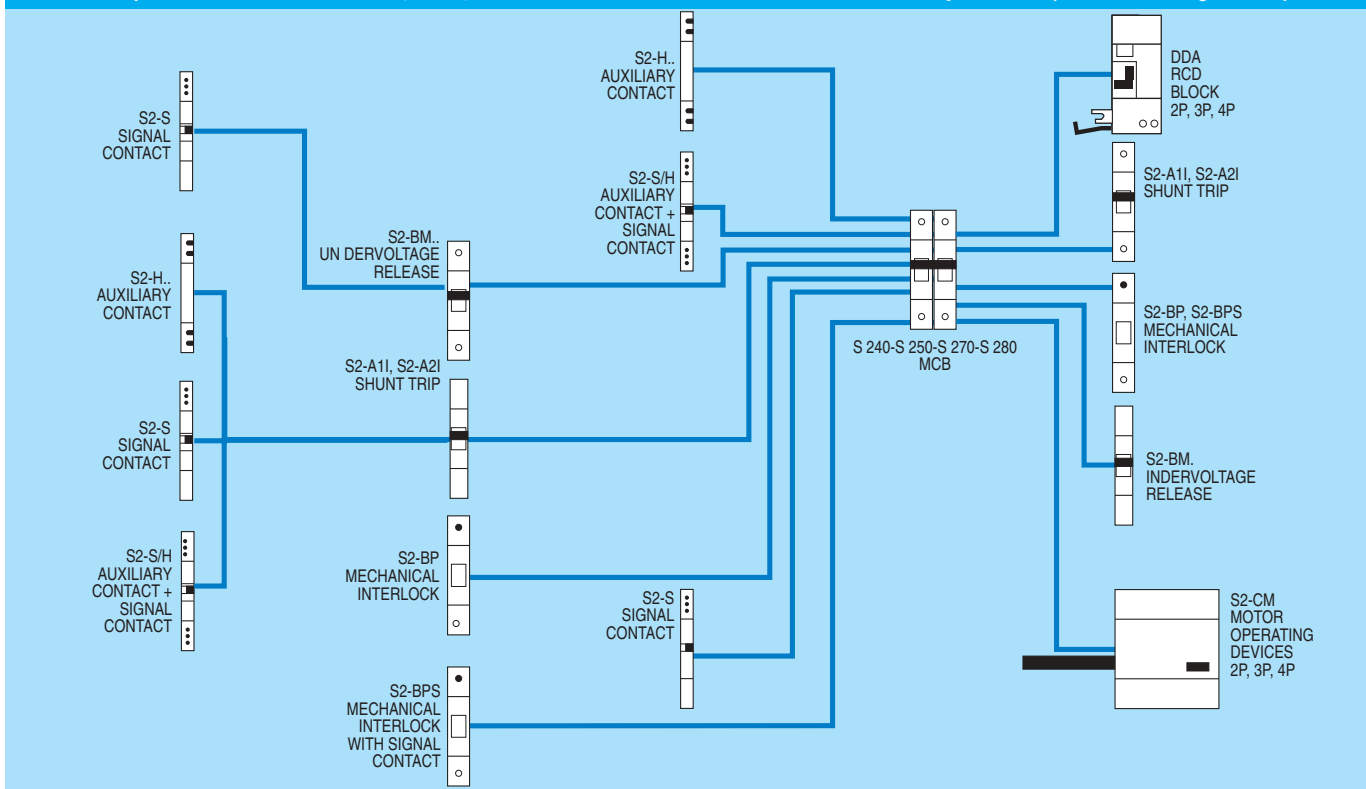 S2-H..
AUXILIARY
CONTACT
DDA
RCD
BLOCK
2P, 3P, 4P
S2-S
SIGNAL
CONTACT
S2-S/H
AUXILIARY
CONTACT +
SIGNAL
CONTACT
S2-A1I, S2-A2I
SHUNT TRIP
S2-BM..
UN DERVOLTAGE
RELEASE
S2-H..
AUXILIARY
CONTACT
S2-BP, S2-BPS
MECHANICAL
INTERLOCK
S 240-S 250-S 270-S 280
MCB
S2-A1I, S2-A2I
SHUNT TRIP
S2-S
SIGNAL
CONTACT
S2-BM.
INDERVOLTAGE
RELEASE
S2-S/H
AUXILIARY
CONTACT +
SIGNAL
CONTACT
S2-BP
MECHANICAL
INTERLOCK
S2-S
SIGNAL
CONTACT
S2-CM
MOTOR
OPERATING
DEVICES
2P, 3P, 4P
S2-BPS
MECHANICAL
INTERLOCK
WITH SIGNAL
CONTACT